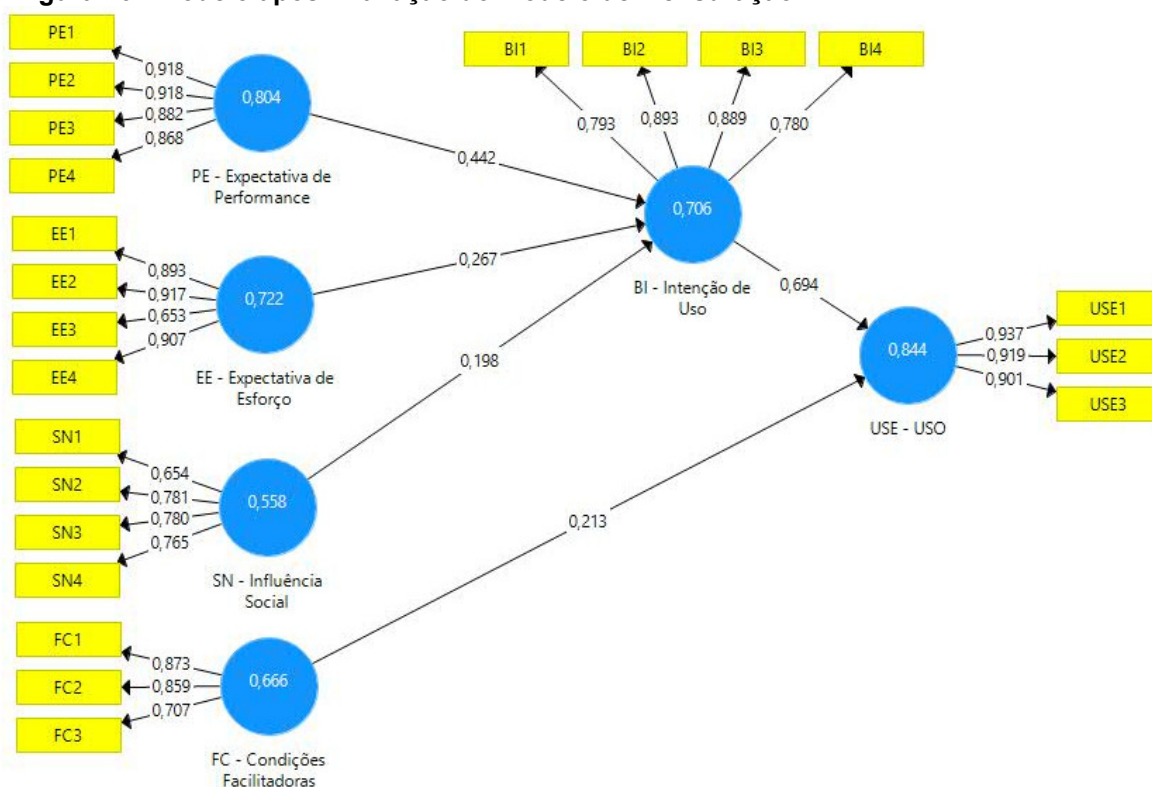 PE1
PE2
PE3
PE4
0,918
0,918
0,882
0,868
0,804
PE - Expectativa de
Performance
EE1
EE2
EE3
EE4
0,893
0,917
0,653
0,907
0,722
EE - Expectativa de
Esforço
SN1
SN2
SN3
SN4
0,654
0,781
0,780
0,765
0,558
SN - Influência
Social
FC1
FC2
FC3
0,873
0,859
0,707
0,666
FC - Condições
Facilitadoras
0,442
0,267
0,198
0,213
BI1
BI2
BI3
BI4
0,793
0,893
0,889
0,780
0,706
BI - Intenção de
Uso
0,694
0,844
USE - USO
0,937
0,919
0,901
USE1
USE2
USE3